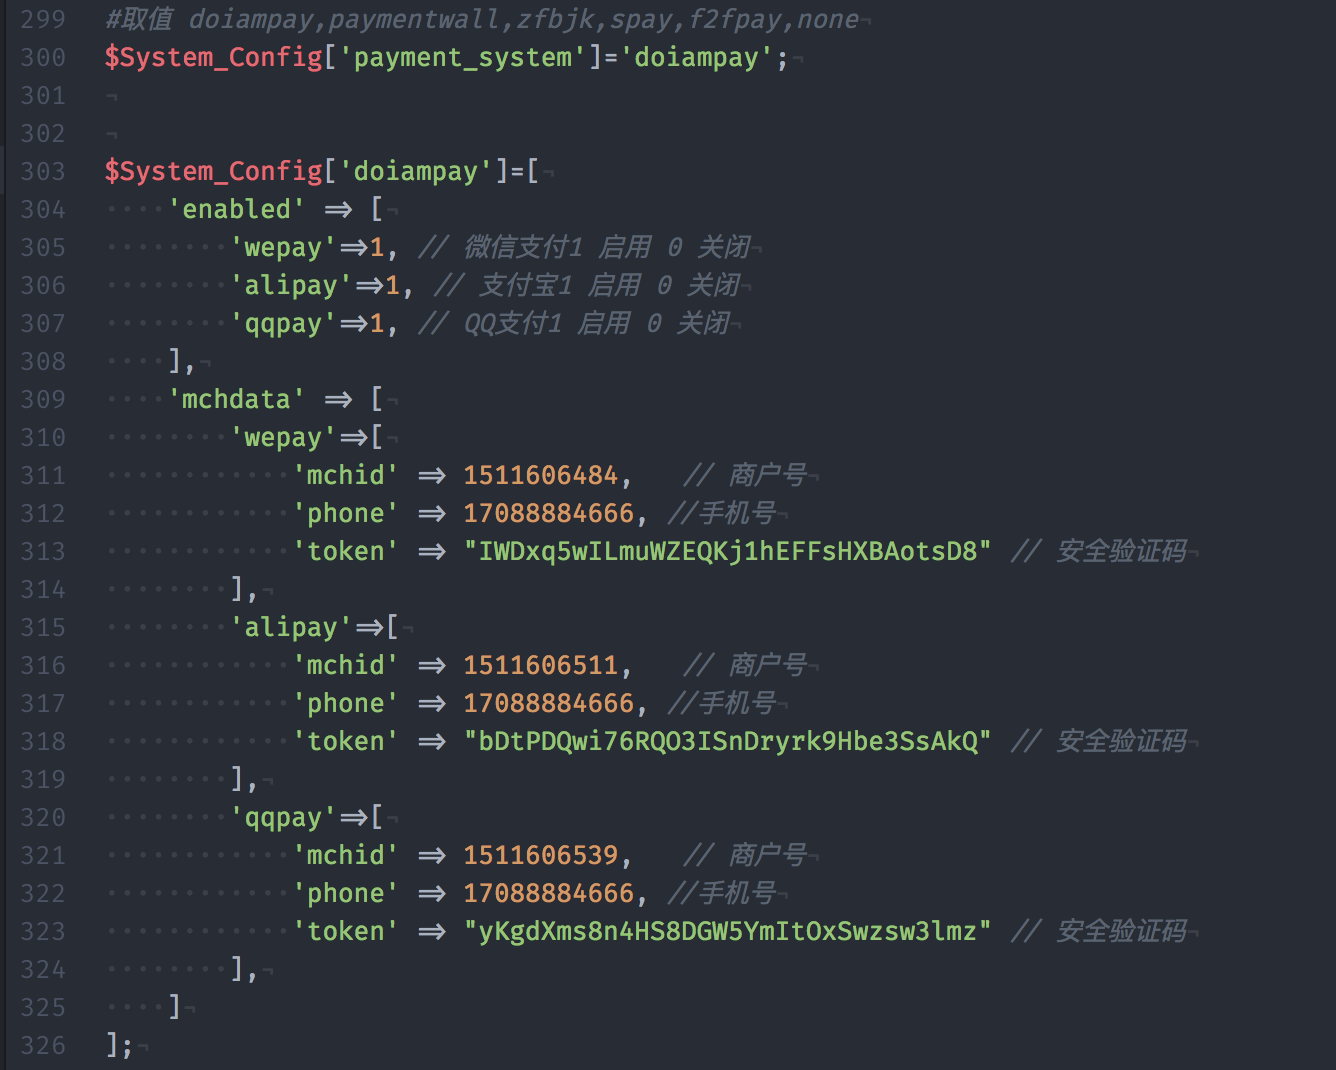 299 #取值 doiampay,paymentwall,zfbjk,spay,f2fpay,none
300 $System_Config['payment_system']='doiampay';
301
302
303 $System_Config['doiampay']=[
304 'enabled' => [
305 'wepay'=>1, // 微信支付1 启用 0 关闭
306 'alipay'=>1, // 支付宝1 启用 0 关闭
307 'qqpay'=>1, // QQ支付1 启用 0 关闭
308 ],
309 'mchdata' => [
310 'wepay'=>[
311 'mchid' => 1511606484, // 商户号
312 'phone' => 17088884666, //手机号
313 'token' => "IWDxq5wILmuWZEQKj1hEFFsHXBAotsD8" // 安全验证码
314 ],
315 'alipay'=>[
316 'mchid' => 1511606511, // 商户号
317 'phone' => 17088884666, //手机号
318 'token' => "bDtPDQwi76RQO3ISnDryrk9Hbe3SsAkQ" // 安全验证码
319 ],
320 'qqpay'=>[
321 'mchid' => 1511606539, // 商户号
322 'phone' => 17088884666, //手机号
323 'token' => "yKgdXms8n4HS8DGW5YmItOxSwzsw3lmz" // 安全验证码
324 ],
325 ]
326 ];